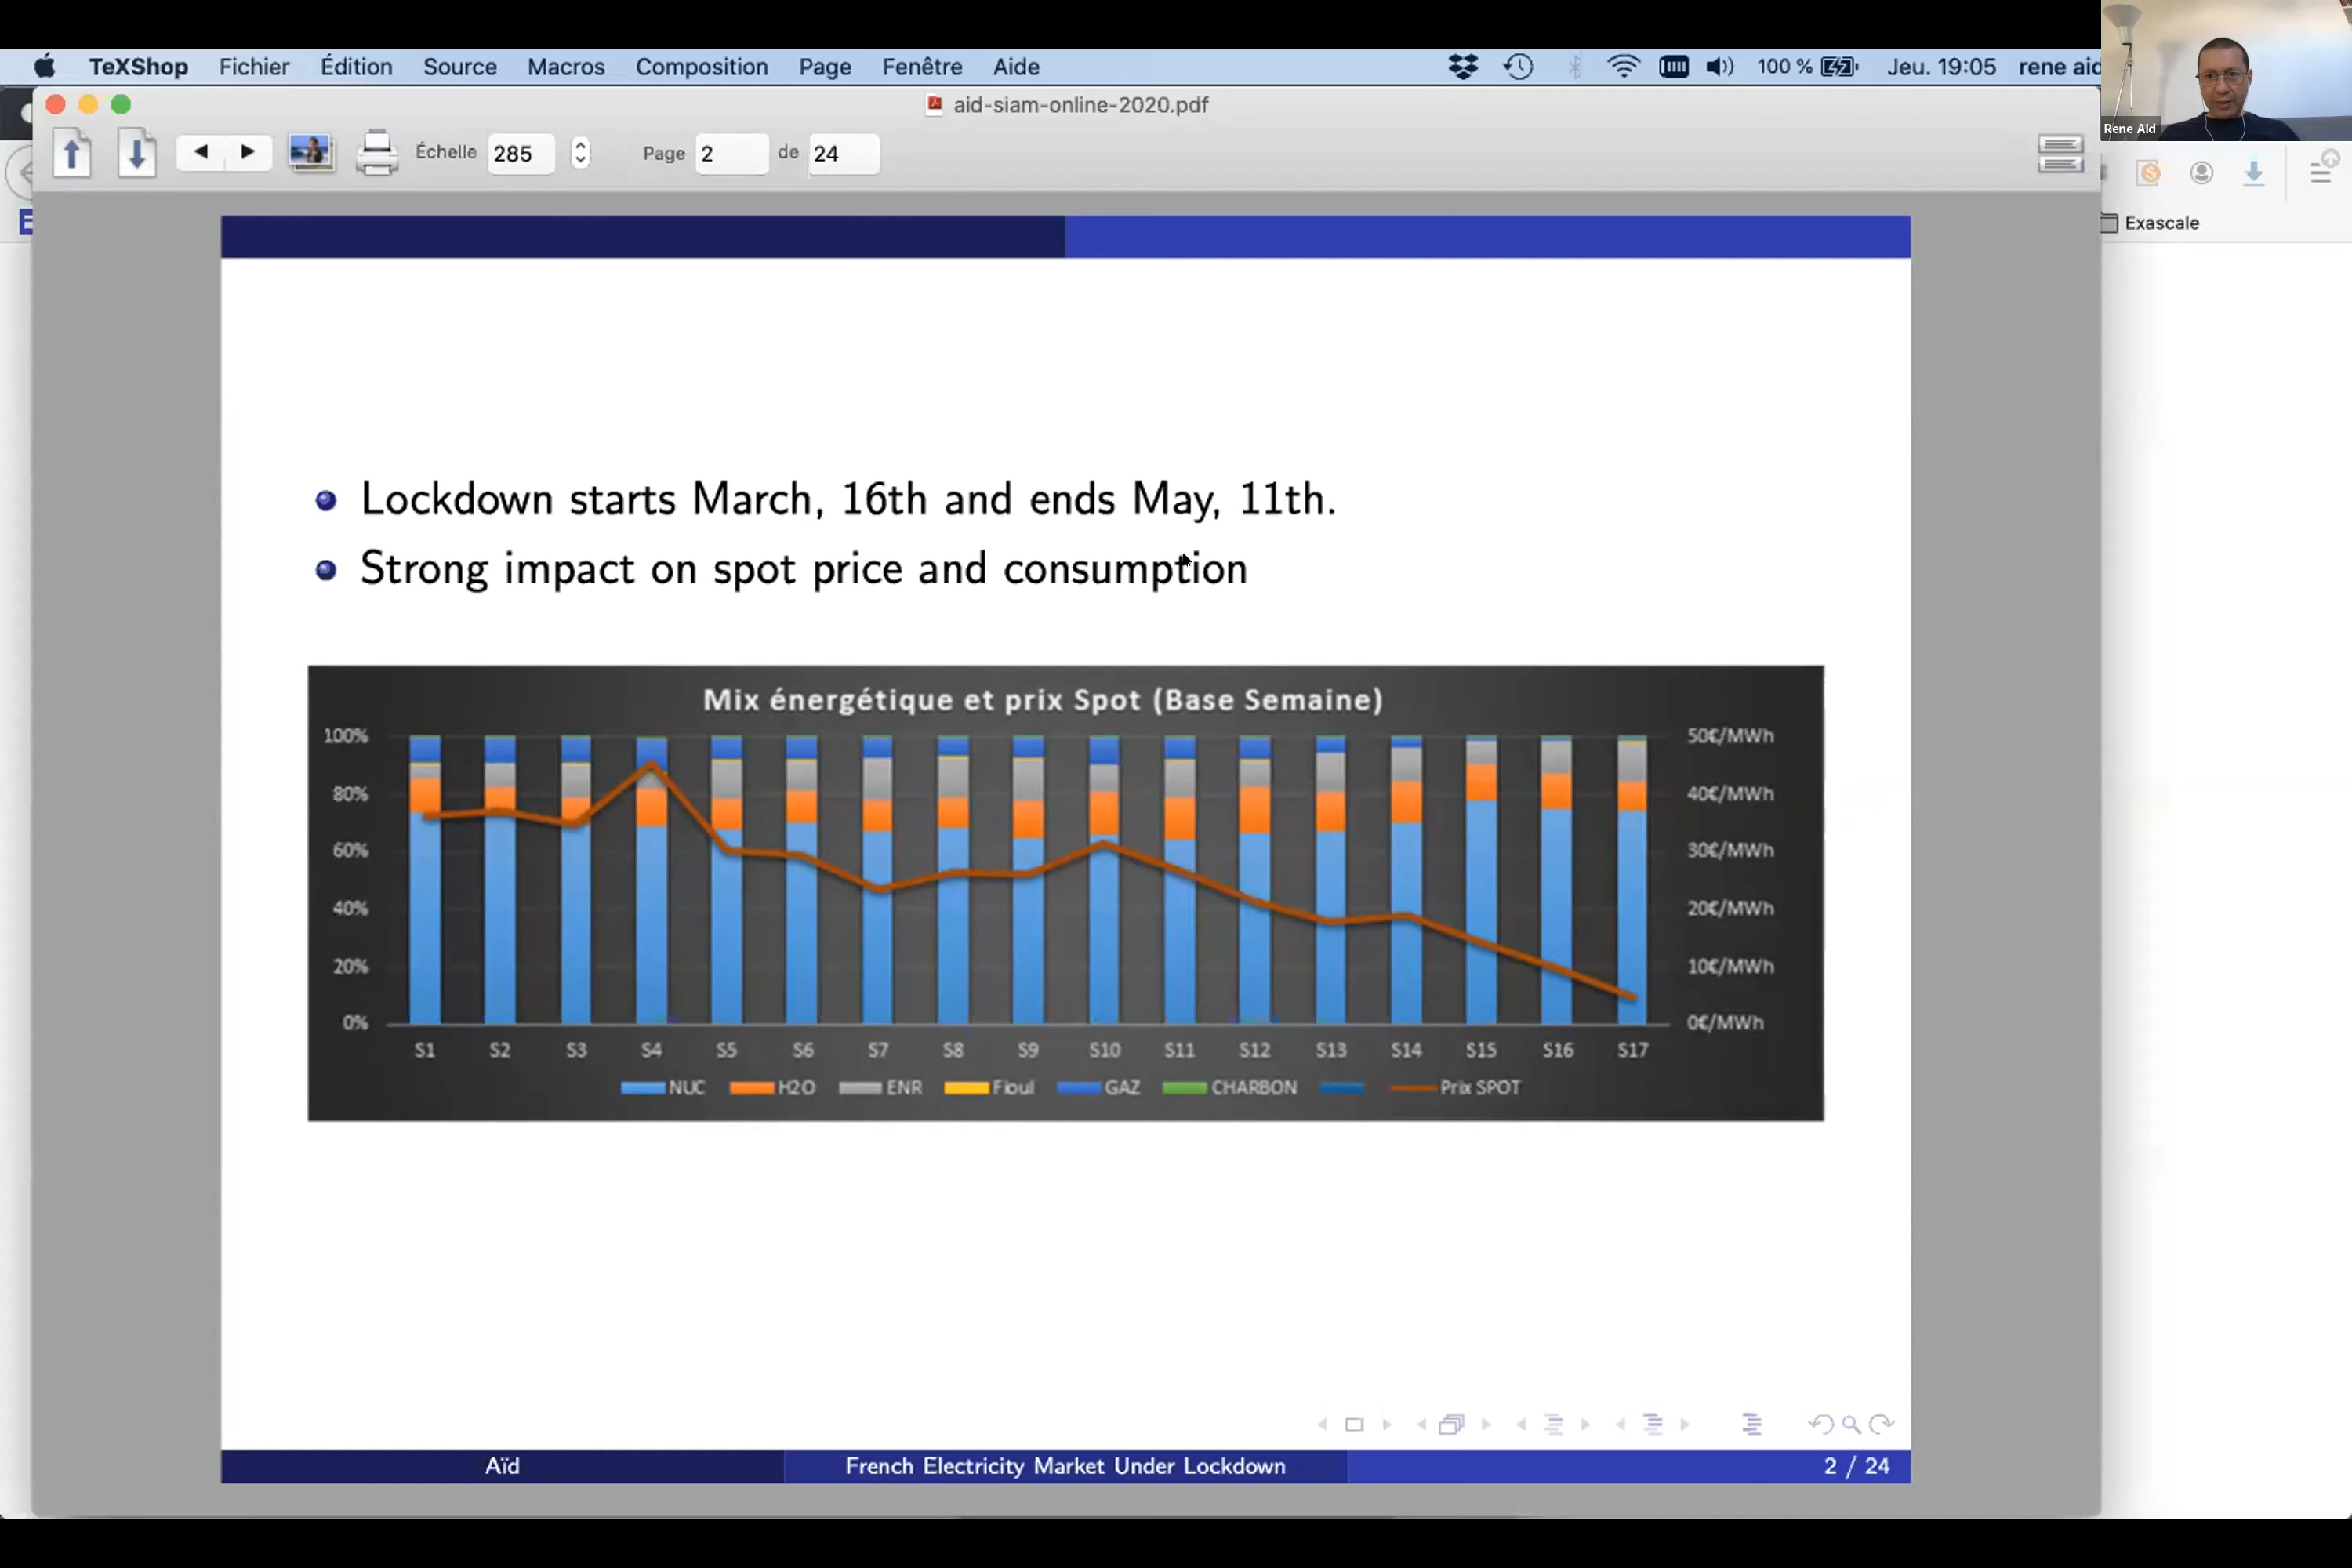 TeXShop Fichier Édition Source Macros Composition Page Fenêtre Aide 100 % Jeu. 19:05 rene aid
Rene Aïd
aid-siam-online-2020.pdf
Échelle 285 Page 2 de 24
Exascale
Lockdown starts March, 16th and ends May, 11th.
Strong impact on spot price and consumption
Mix énergétique et prix Spot (Base Semaine)
100% 50€/MWh
80% 40€/MWh
60% 30€/MWh
40% 20€/MWh
20% 10€/MWh
0% 0€/MWh
S1 S2 S3 S4 S5 S6 S7 S8 S9 S10 S11 S12 S13 S14 S15 S16 S17
NUC H2O ENR Fioul GAZ CHARBON Prix SPOT
Aïd French Electricity Market Under Lockdown 2 / 24